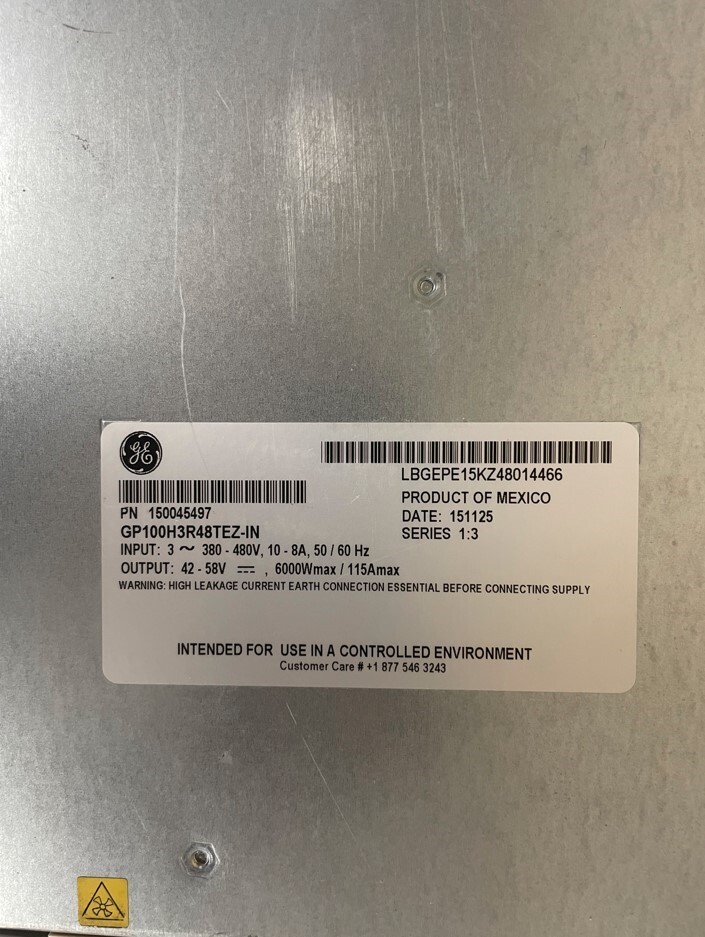 GE
LBGEPE15KZ48014466
PN 150045497
GP100H3R48TEZ-IN
PRODUCT OF MEXICO
DATE: 151125
SERIES 1:3
INPUT: 3 ~ 380 - 480V, 10 - 8A, 50 / 60 Hz
OUTPUT: 42 - 58V ⎓ , 6000Wmax / 115Amax
WARNING: HIGH LEAKAGE CURRENT EARTH CONNECTION ESSENTIAL BEFORE CONNECTING SUPPLY
INTENDED FOR USE IN A CONTROLLED ENVIRONMENT
Customer Care # +1 877 546 3243